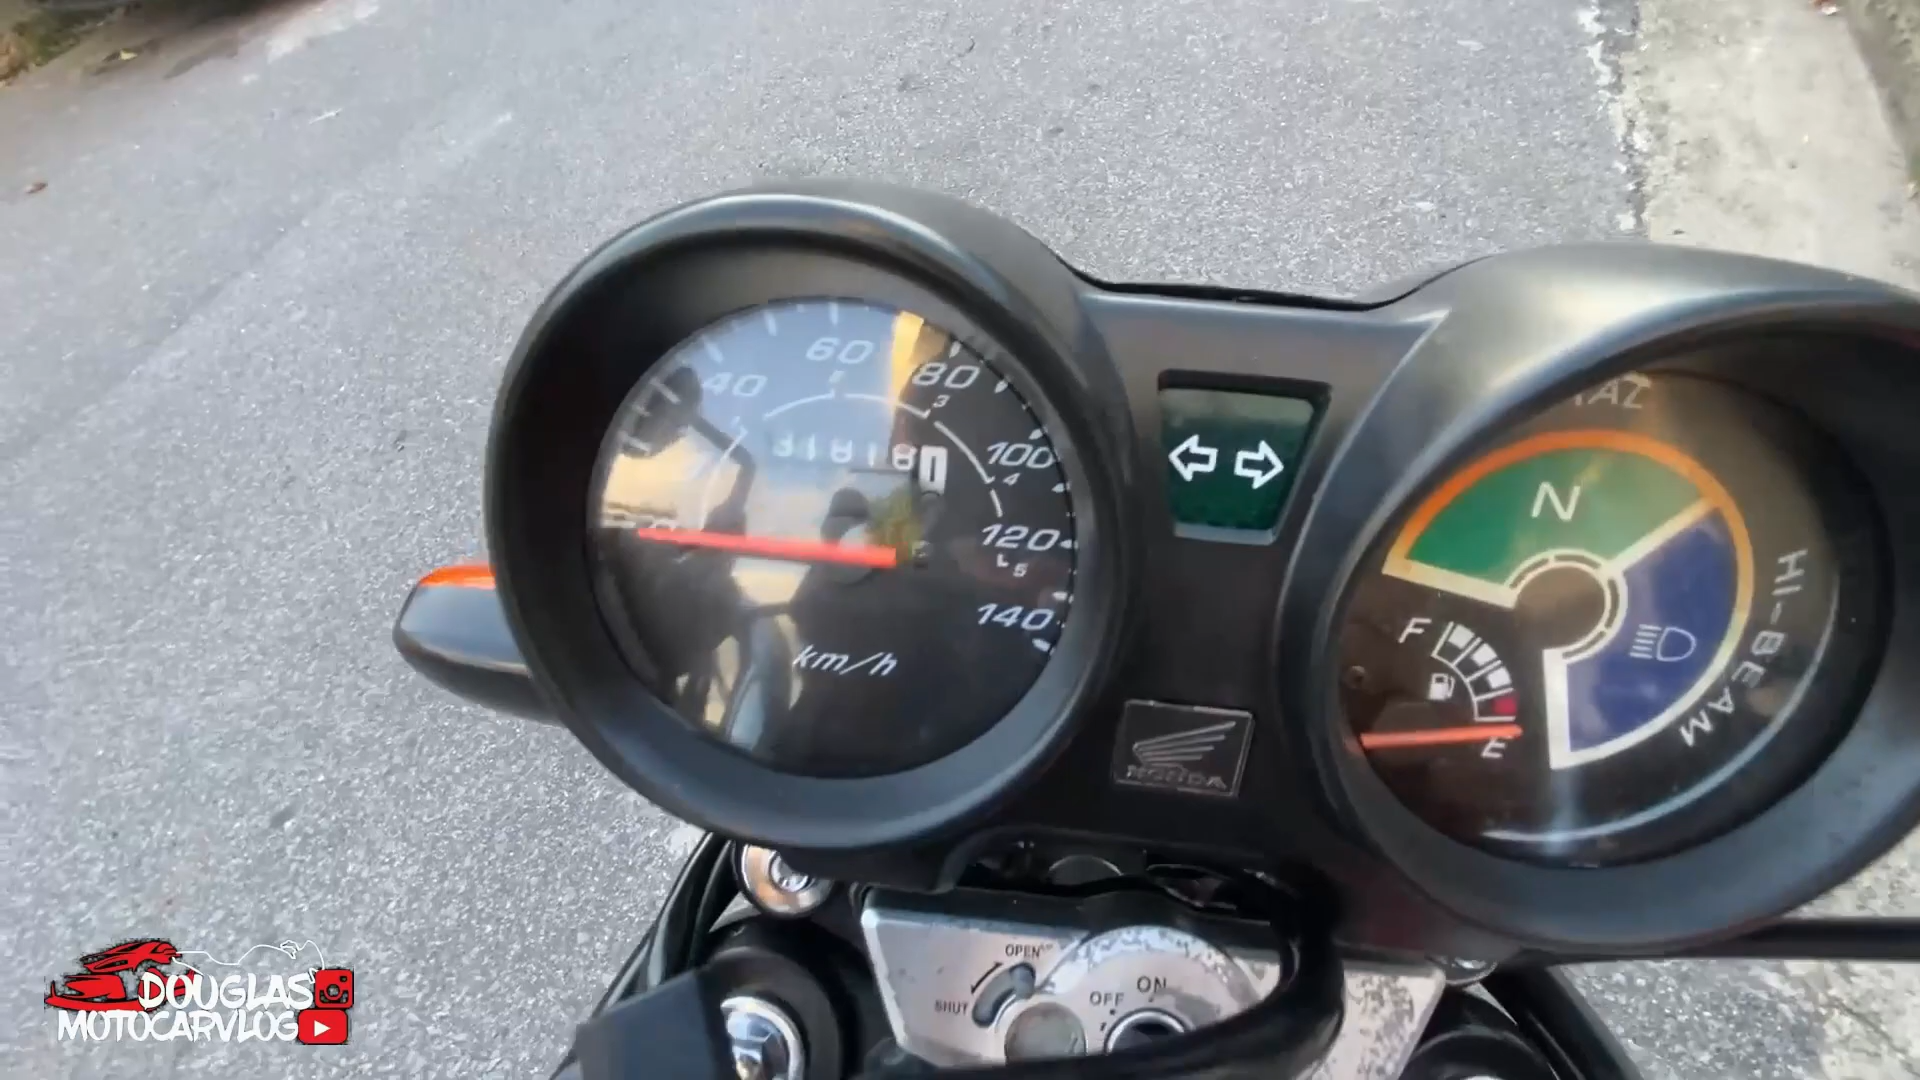 60
40
80
3
100
4
120
5
140
km/h
N
HI-BEAM
F
E
HONDA
OPEN
SHUT
ON
OFF
DOUGLAS
MOTOCARVLOG